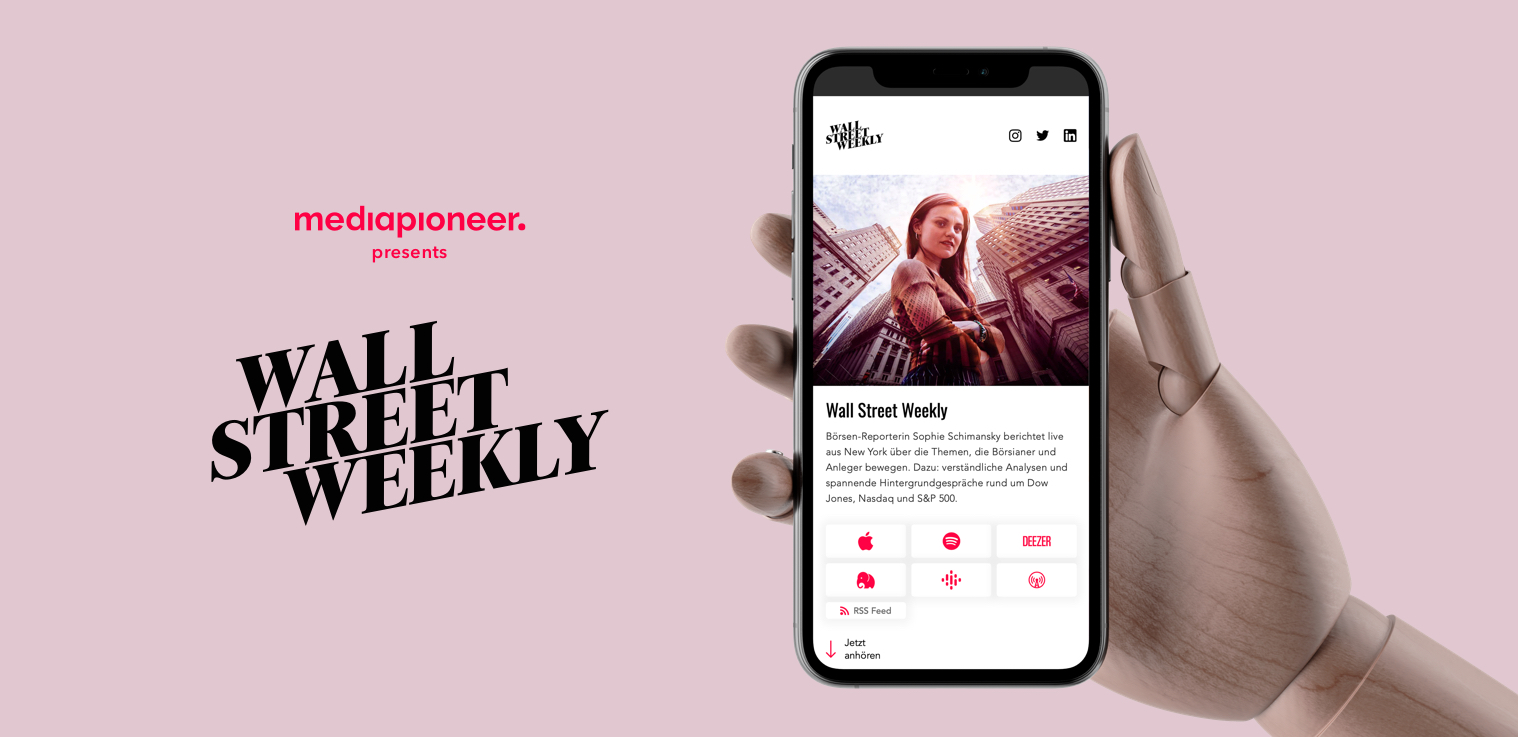 mediapioneer.
presents
WALL
STREET
WEEKLY
WALL
STREET
WEEKLY
Wall Street Weekly
Börsen-Reporterin Sophie Schimansky berichtet live
aus New York über die Themen, die Börsianer und
Anleger bewegen. Dazu: verständliche Analysen und
spannende Hintergrundgespräche rund um Dow
Jones, Nasdaq und S&P 500.
DEEZER
RSS Feed
Jetzt
anhören